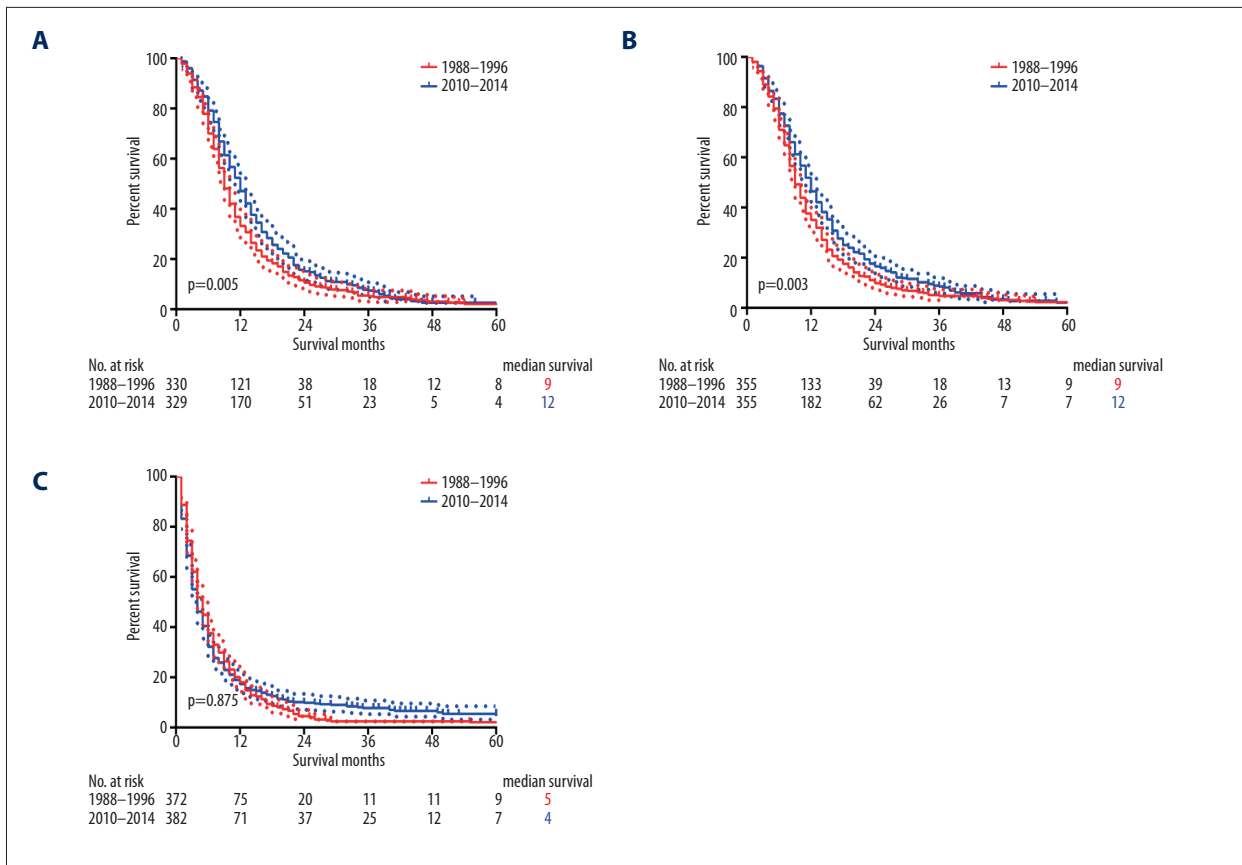 A
100
80
60
40
20
0
Percent survival
1988–1996
2010–2014
p=0.005
0 12 24 36 48 60
Survival months
No. at risk median survival
1988–1996 330 121 38 18 12 8 9
2010–2014 329 170 51 23 5 4 12
B
100
80
60
40
20
0
Percent survival
1988–1996
2010–2014
p=0.003
0 12 24 36 48 60
Survival months
No. at risk median survival
1988–1996 355 133 39 18 13 9 9
2010–2014 355 182 62 26 7 7 12
C
100
80
60
40
20
0
Percent survival
1988–1996
2010–2014
p=0.875
0 12 24 36 48 60
Survival months
No. at risk median survival
1988–1996 372 75 20 11 11 9 5
2010–2014 382 71 37 25 12 7 4